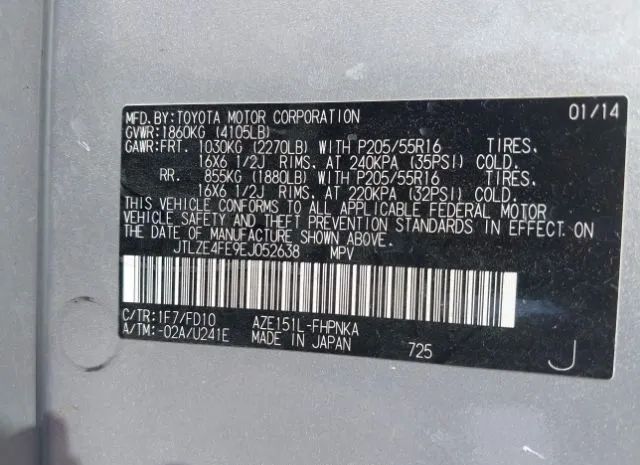 MFD.BY:TOYOTA MOTOR CORPORATION 01/14
GVWR:1860KG (4105LB)
GAWR:FRT. 1030KG (2270LB) WITH P205/55R16 TIRES,
16X6 1/2J RIMS, AT 240KPA (35PSI) COLD.
RR. 855KG (1880LB) WITH P205/55R16 TIRES,
16X6 1/2J RIMS, AT 220KPA (32PSI) COLD.
THIS VEHICLE CONFORMS TO ALL APPLICABLE FEDERAL MOTOR
VEHICLE SAFETY AND THEFT PREVENTION STANDARDS IN EFFECT ON
THE DATE OF MANUFACTURE SHOWN ABOVE.
JTLZE4FE9EJ052638 MPV
C/TR:1F7/FD10 AZE151L-FHPNKA
A/TM:-02A/U241E MADE IN JAPAN 725 J